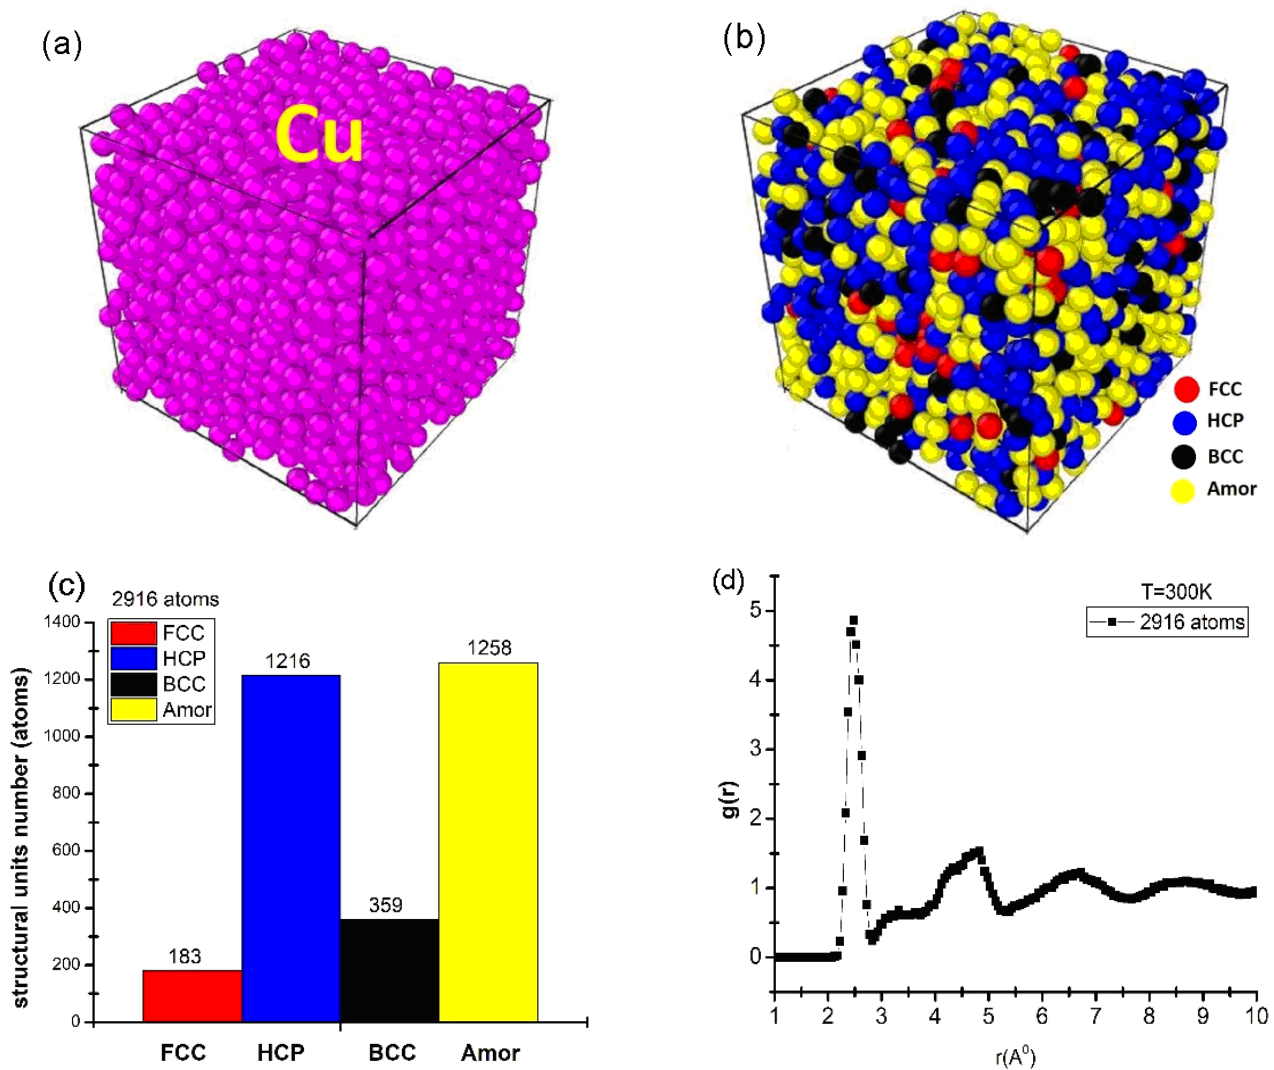 (a)
Cu
(b)
FCC
HCP
BCC
Amor
(c)
2916 atoms
FCC
HCP
BCC
Amor
structural units number (atoms)
1400
1200
1000
800
600
400
200
0
183
1216
359
1258
FCC HCP BCC Amor
(d)
T=300K
2916 atoms
g(r)
5
4
3
2
1
0
1 2 3 4 5 6 7 8 9 10
r(A⁰)